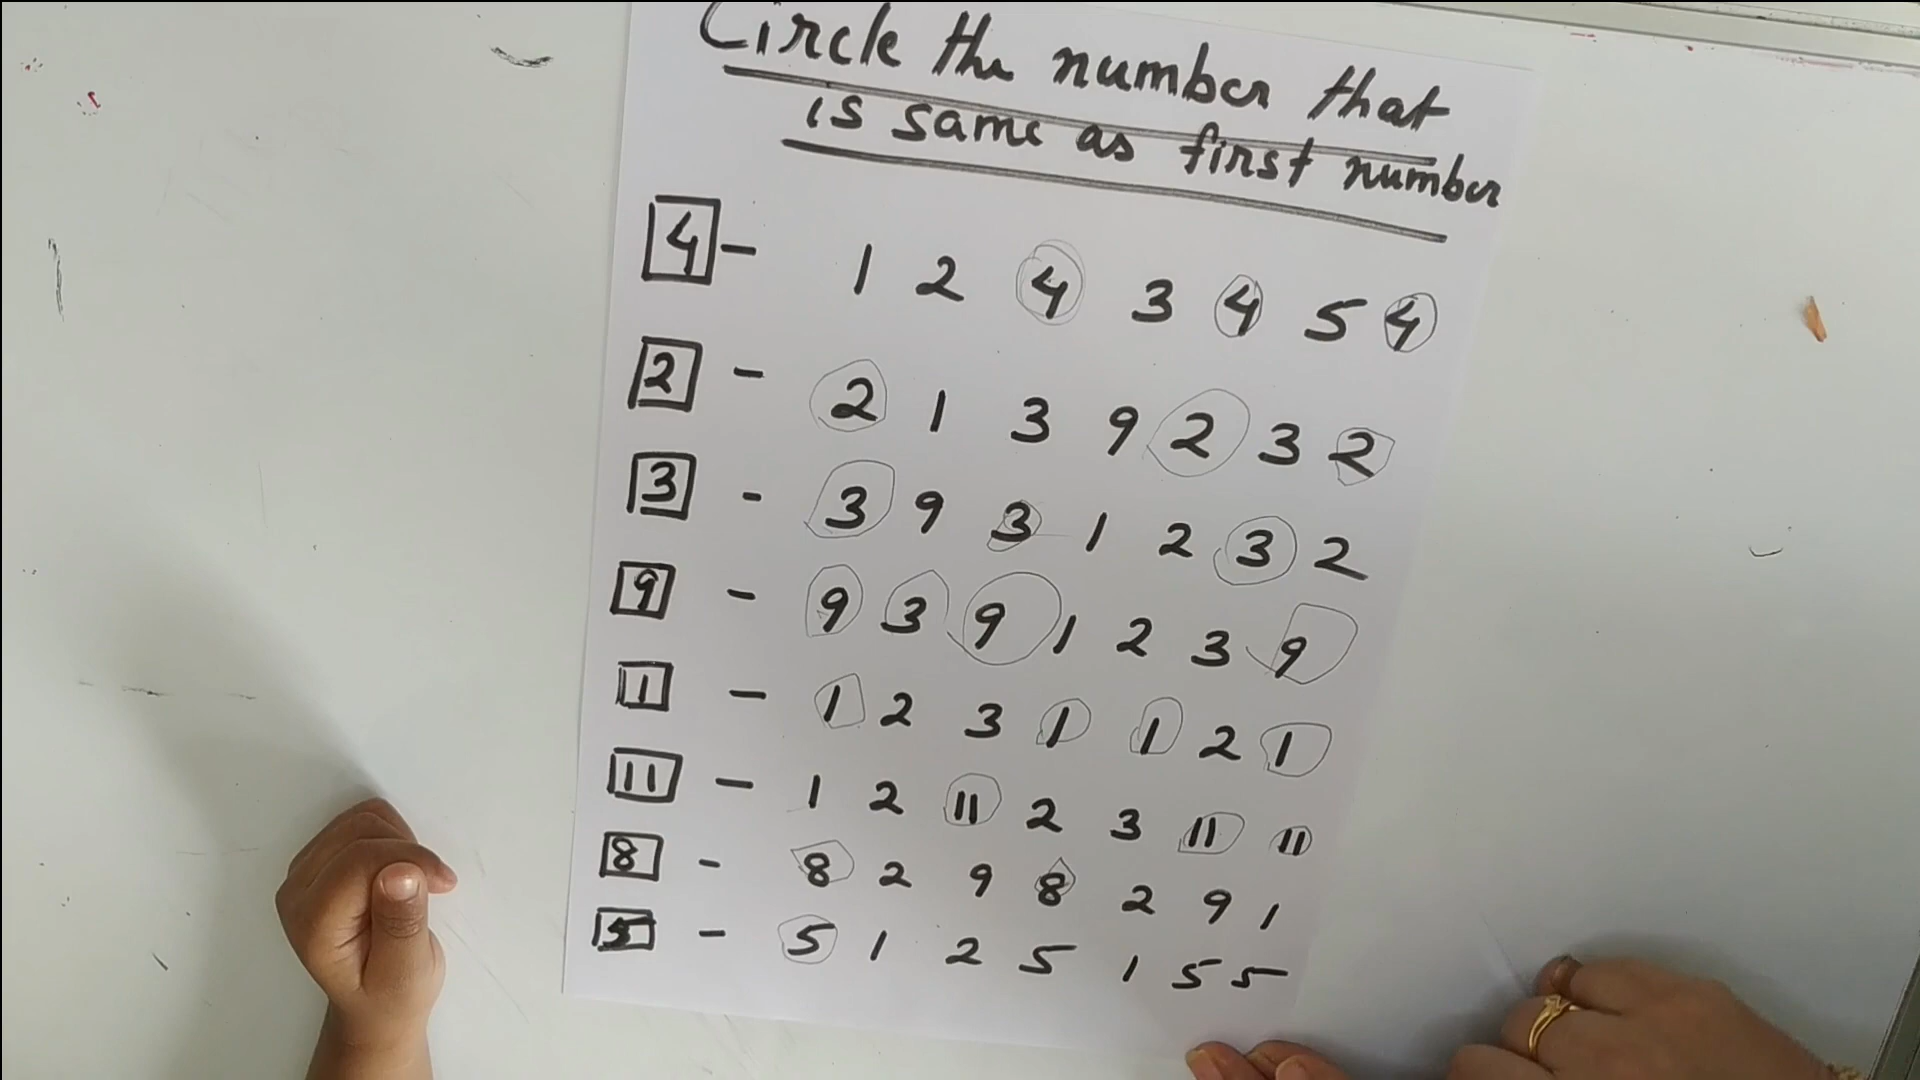 Circle the number that
is same as first number
4 - 1 2 4 3 4 5 4
2 - 2 1 3 9 2 3 2
3 - 3 9 3 1 2 3 2
9 - 9 3 9 1 2 3 9
1 - 1 2 3 1 1 2 1
11 - 1 2 11 2 3 11 11
8 - 8 2 9 8 2 9 1
5 - 5 1 2 5 1 5 5